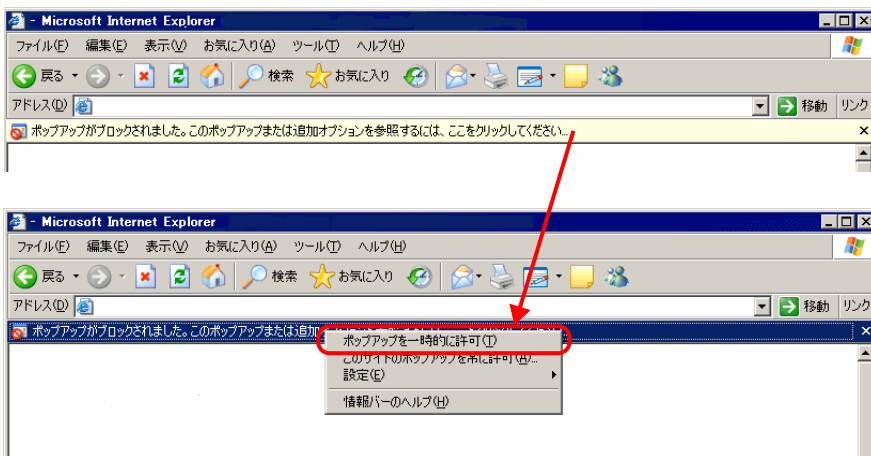 - Microsoft Internet Explorer
ファイル(F) 編集(E) 表示(V) お気に入り(A) ツール(T) ヘルプ(H)
戻る 検索 お気に入り
アドレス(D) 移動 リンク
ポップアップがブロックされました。このポップアップまたは追加オプションを参照するには、ここをクリックしてください...
- Microsoft Internet Explorer
ファイル(F) 編集(E) 表示(V) お気に入り(A) ツール(T) ヘルプ(H)
戻る 検索 お気に入り
アドレス(D) 移動 リンク
ポップアップがブロックされました。このポップアップまたは追加
ポップアップを一時的に許可(T)
このサイトのポップアップを常に許可(A)...
設定(E)
情報バーのヘルプ(H)